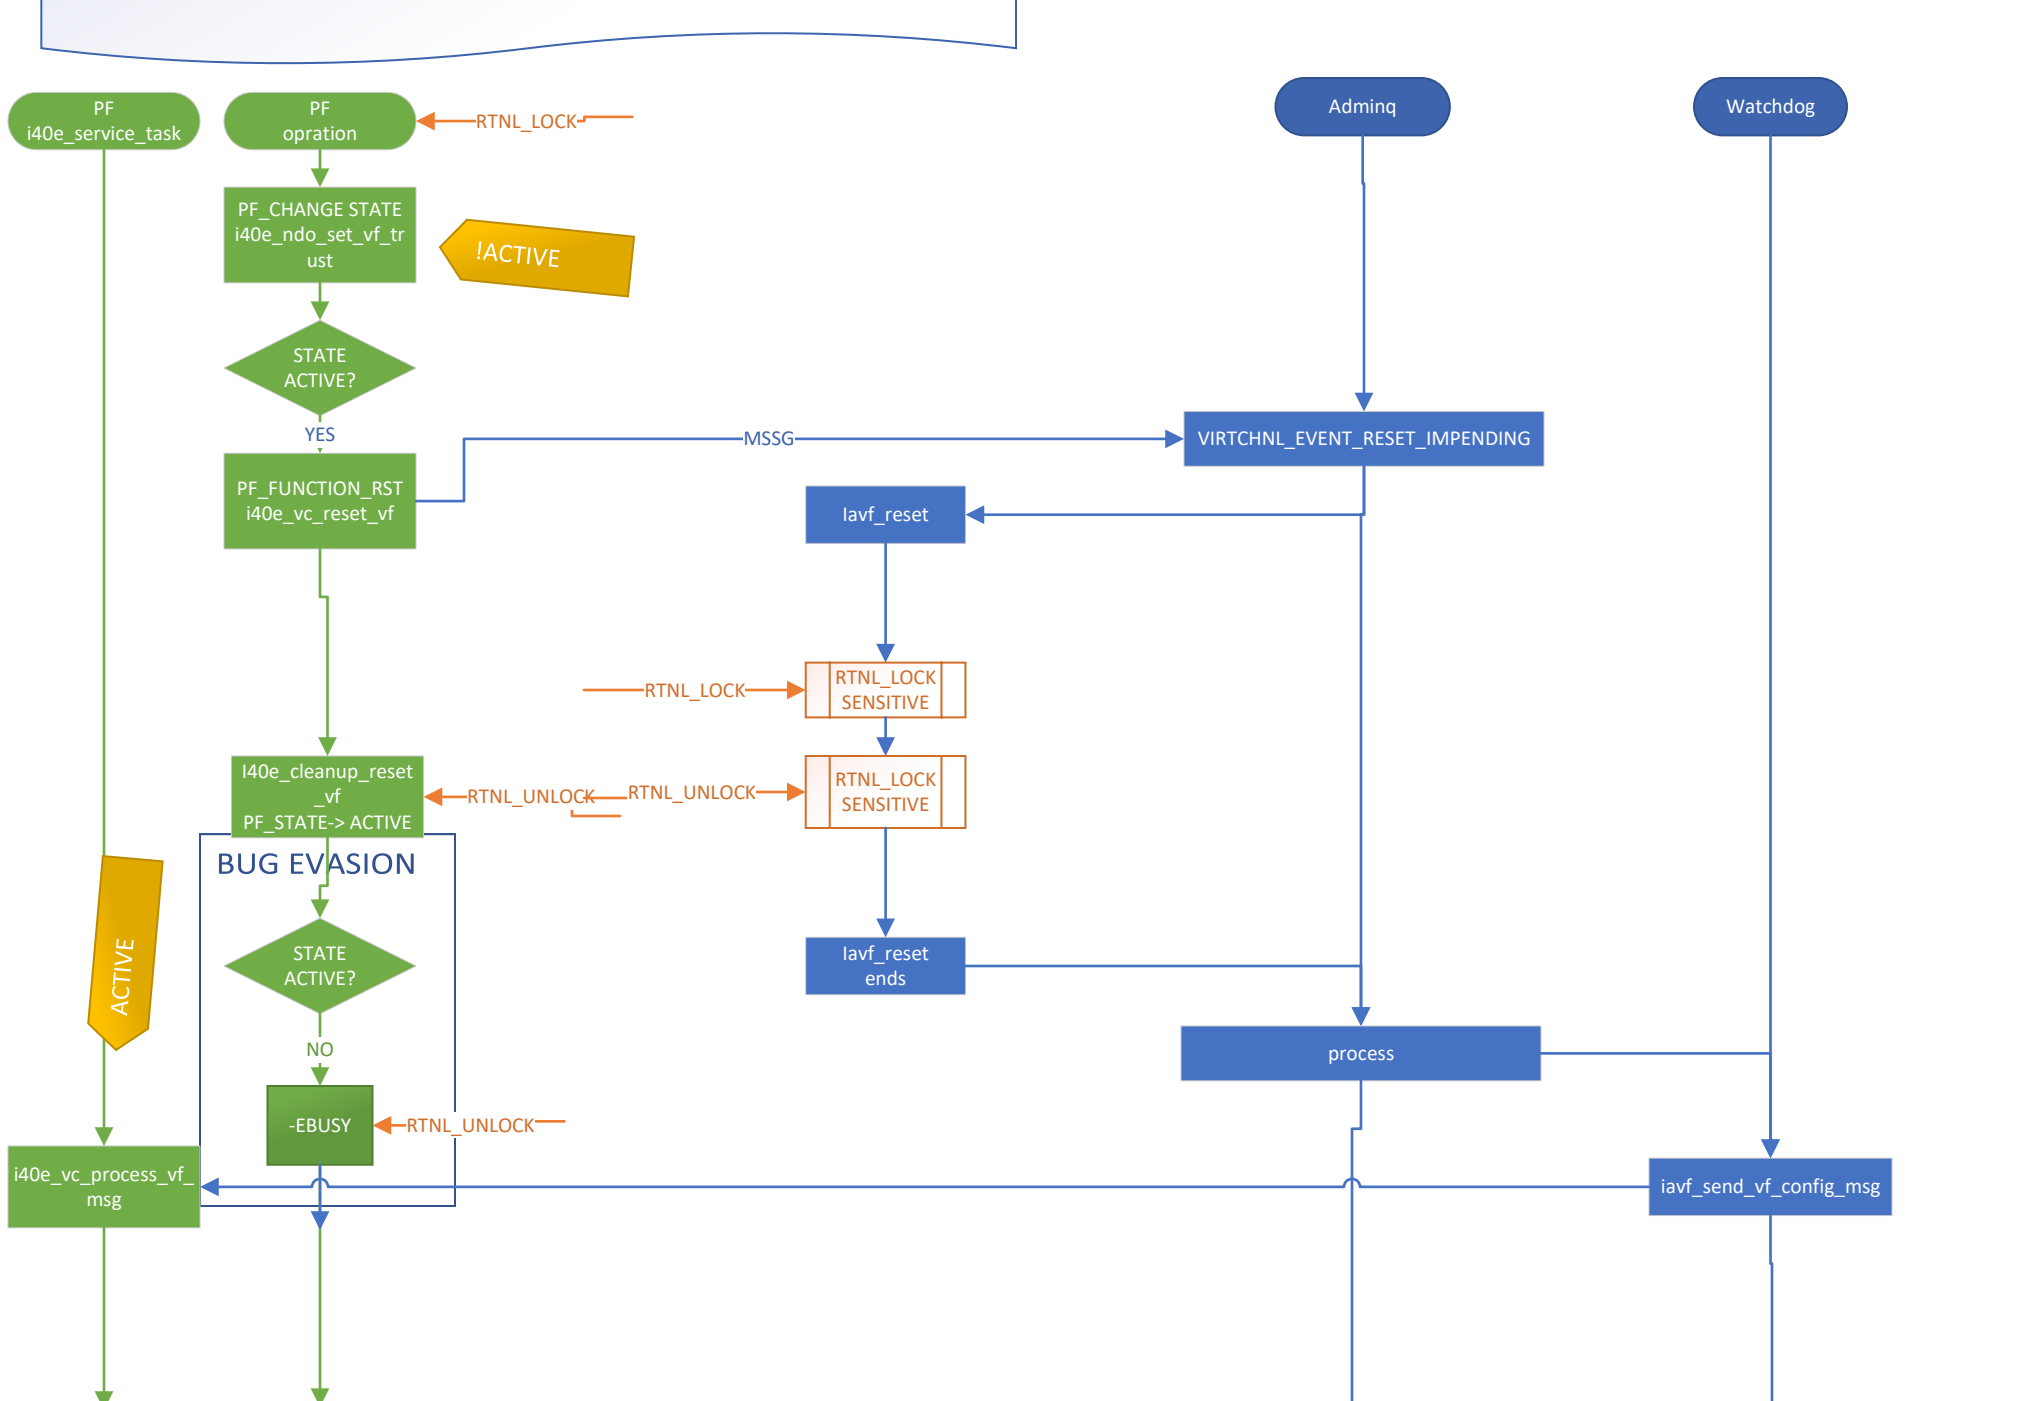 PF
i40e_service_task
PF
opration
RTNL_LOCK
Adminq
Watchdog
PF_CHANGE STATE
i40e_ndo_set_vf_tr
ust
!ACTIVE
STATE
ACTIVE?
YES
MSSG
VIRTCHNL_EVENT_RESET_IMPENDING
PF_FUNCTION_RST
i40e_vc_reset_vf
Iavf_reset
RTNL_LOCK
RTNL_LOCK
SENSITIVE
I40e_cleanup_reset
_vf
PF_STATE-> ACTIVE
RTNL_UNLOCK
RTNL_UNLOCK
RTNL_LOCK
SENSITIVE
BUG EVASION
ACTIVE
STATE
ACTIVE?
Iavf_reset
ends
NO
process
-EBUSY
RTNL_UNLOCK
i40e_vc_process_vf_
msg
iavf_send_vf_config_msg